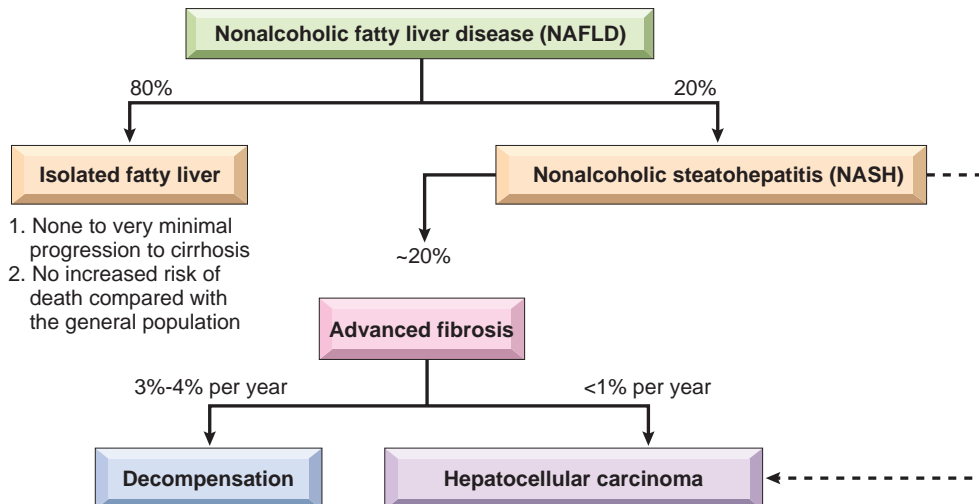 Nonalcoholic fatty liver disease (NAFLD)
80%
20%
Isolated fatty liver
Nonalcoholic steatohepatitis (NASH)
1. None to very minimal
progression to cirrhosis
2. No increased risk of
death compared with
the general population
~20%
Advanced fibrosis
3%-4% per year
<1% per year
Decompensation
Hepatocellular carcinoma